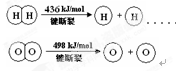 H H 436 kJ/mol 键断裂 H + H .....
O O 498 kJ/mol 键断裂 O + O